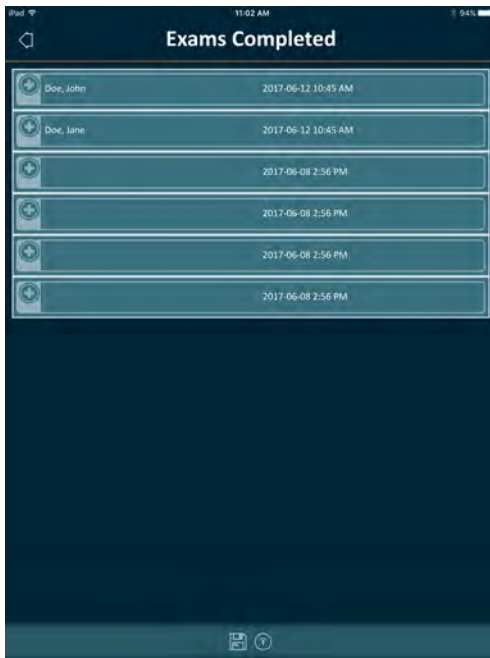 iPad 11:02 AM 94%
Exams Completed
Doe, John 2017-06-12 10:45 AM
Doe, Jane 2017-06-12 10:45 AM
2017-06-08 2:56 PM
2017-06-08 2:56 PM
2017-06-08 2:56 PM
2017-06-08 2:56 PM